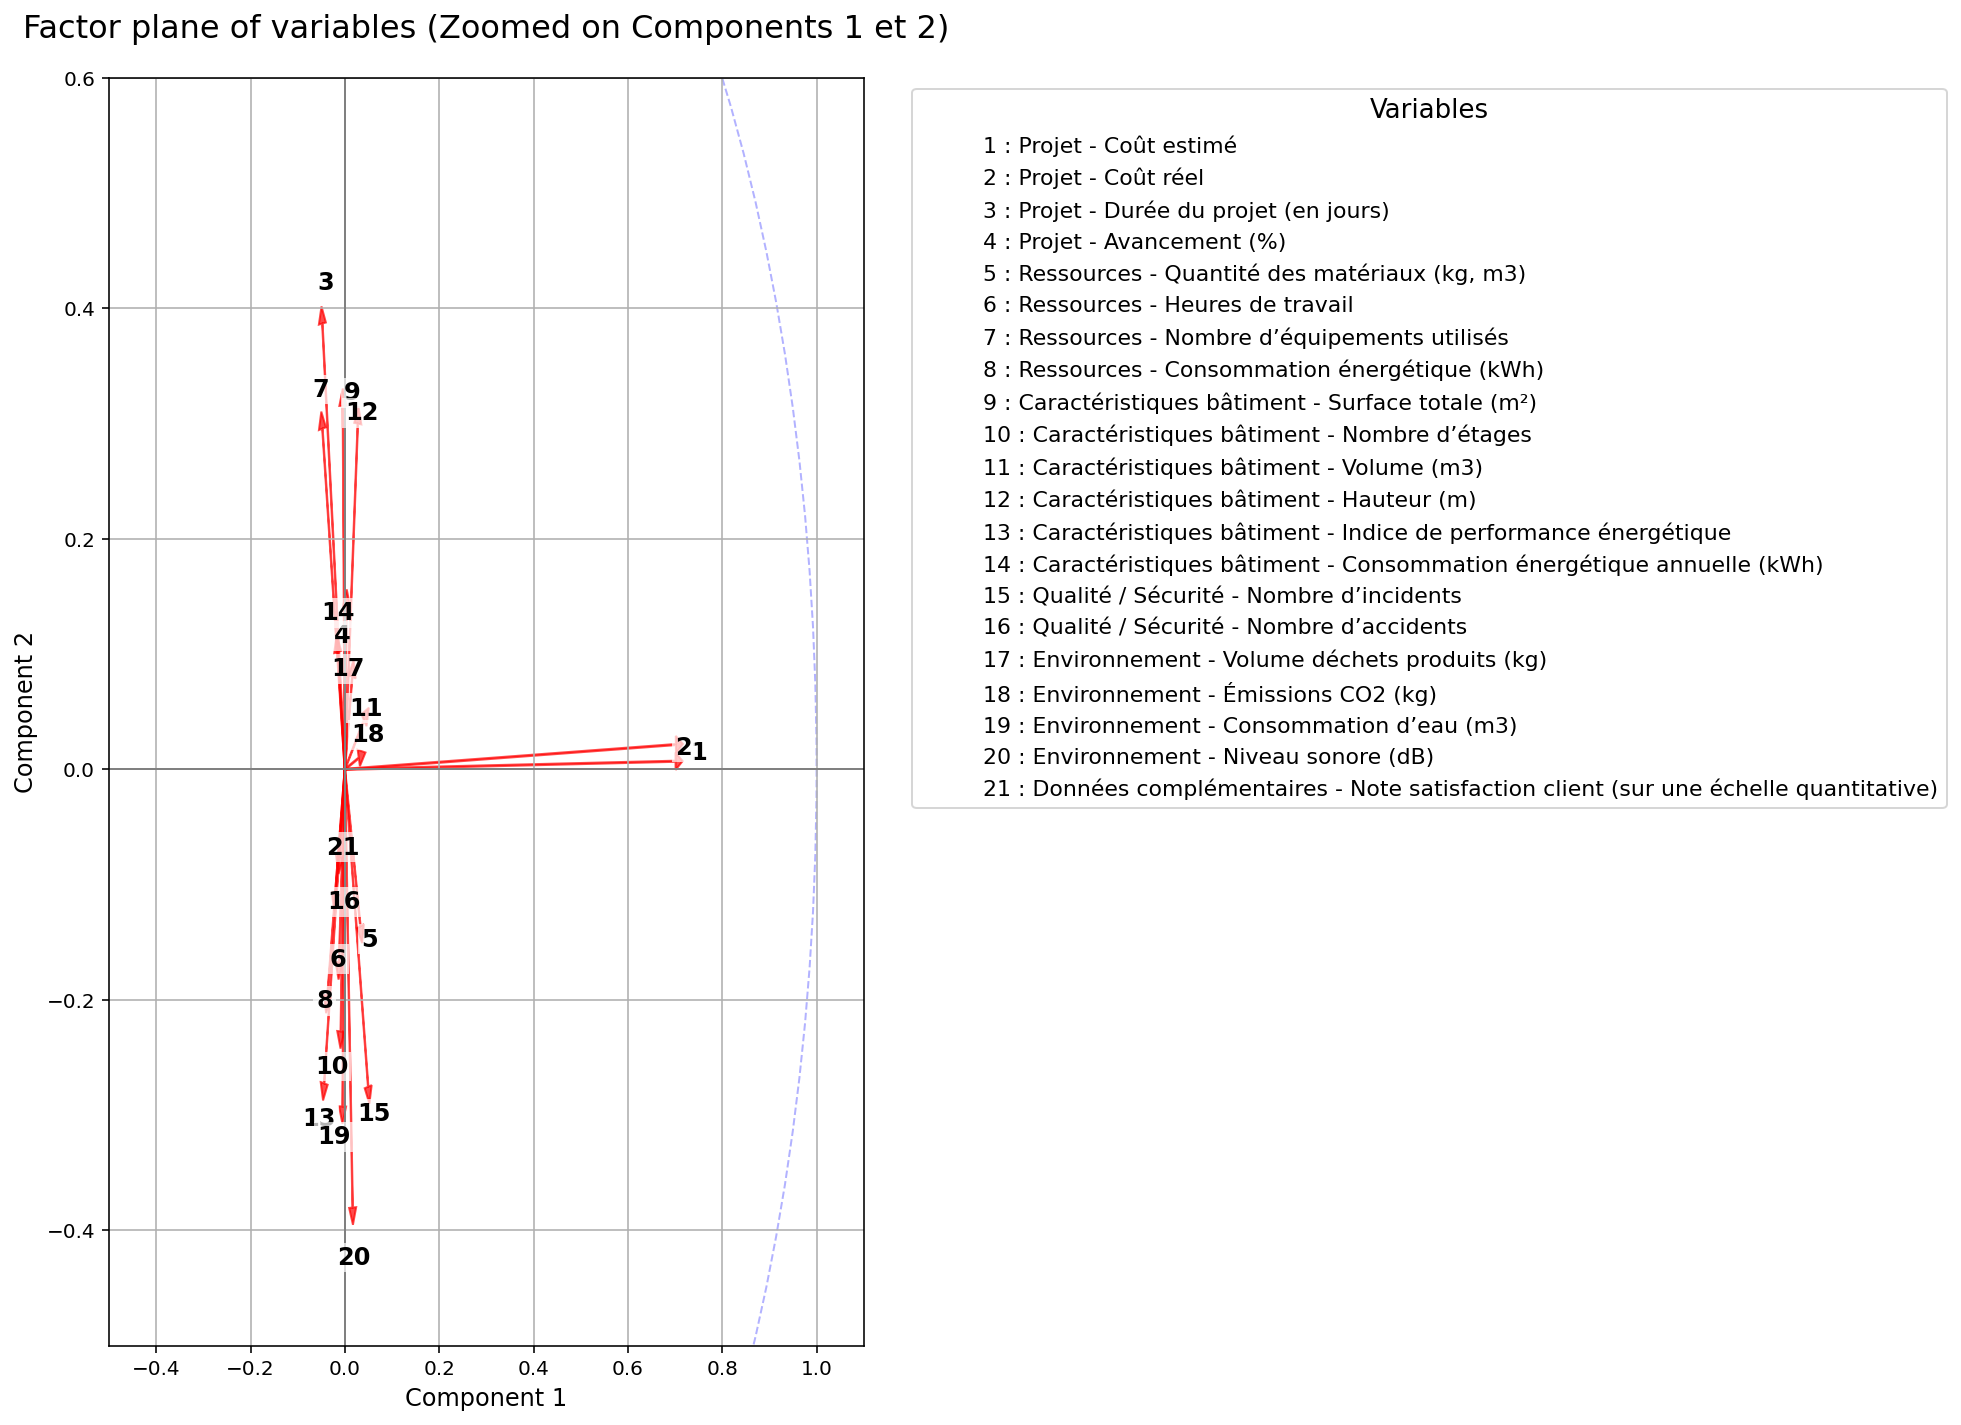 Factor plane of variables (Zoomed on Components 1 et 2)
0.6
0.4
0.2
0.0
−0.2
−0.4
Component 2
3
7
9
12
14
4
17
11
18
2
1
21
16
5
6
8
10
13
15
19
20
−0.4
−0.2
0.0
0.2
0.4
0.6
0.8
1.0
Component 1
Variables
1 : Projet - Coût estimé
2 : Projet - Coût réel
3 : Projet - Durée du projet (en jours)
4 : Projet - Avancement (%)
5 : Ressources - Quantité des matériaux (kg, m3)
6 : Ressources - Heures de travail
7 : Ressources - Nombre d’équipements utilisés
8 : Ressources - Consommation énergétique (kWh)
9 : Caractéristiques bâtiment - Surface totale (m²)
10 : Caractéristiques bâtiment - Nombre d’étages
11 : Caractéristiques bâtiment - Volume (m3)
12 : Caractéristiques bâtiment - Hauteur (m)
13 : Caractéristiques bâtiment - Indice de performance énergétique
14 : Caractéristiques bâtiment - Consommation énergétique annuelle (kWh)
15 : Qualité / Sécurité - Nombre d’incidents
16 : Qualité / Sécurité - Nombre d’accidents
17 : Environnement - Volume déchets produits (kg)
18 : Environnement - Émissions CO2 (kg)
19 : Environnement - Consommation d’eau (m3)
20 : Environnement - Niveau sonore (dB)
21 : Données complémentaires - Note satisfaction client (sur une échelle quantitative)